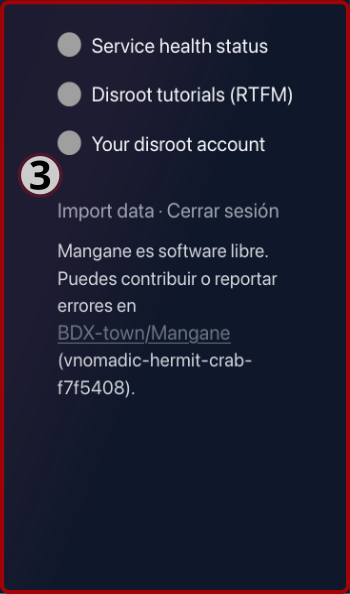 Service health status
Disroot tutorials (RTFM)
Your disroot account
3
Import data · Cerrar sesión
Mangane es software libre.
Puedes contribuir o reportar
errores en
BDX-town/Mangane
(vnomadic-hermit-crab-
f7f5408).